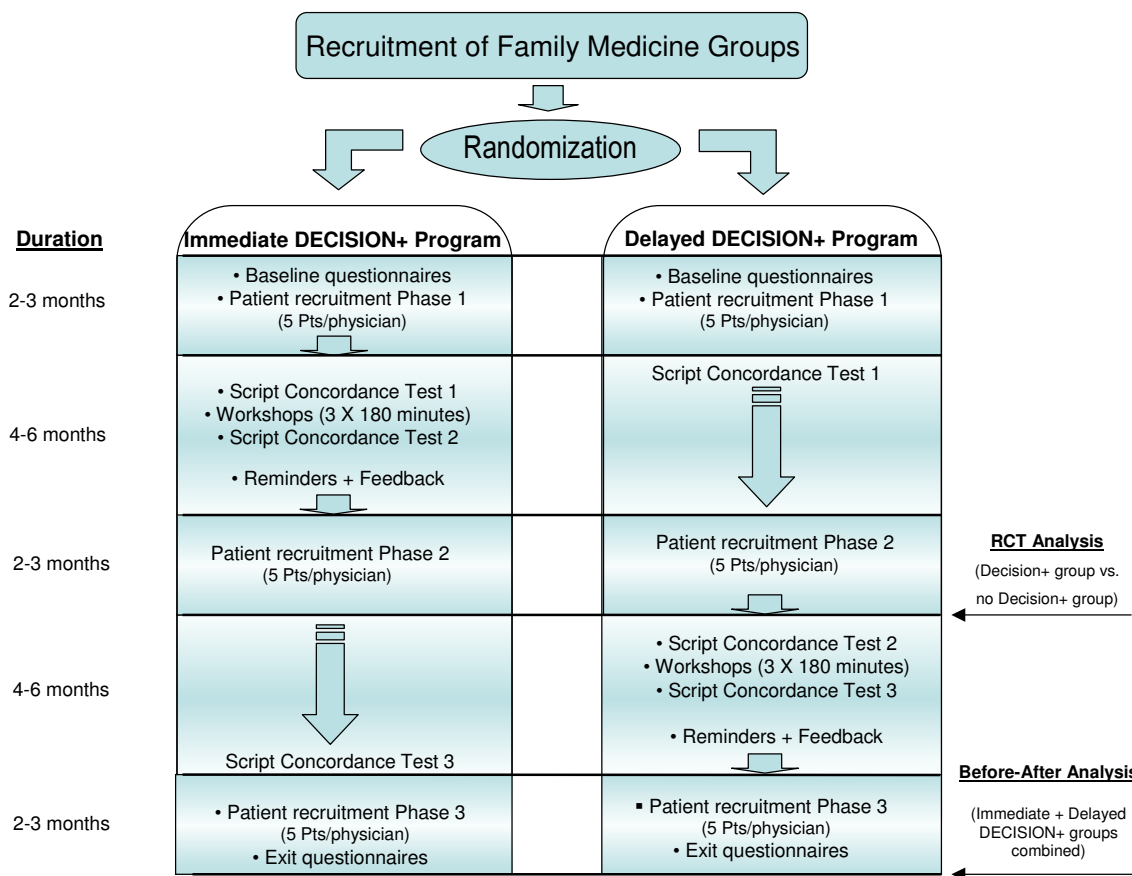 Recruitment of Family Medicine Groups
Randomization
Duration
Immediate DECISION+ Program
Delayed DECISION+ Program
2-3 months
• Baseline questionnaires
• Patient recruitment Phase 1
(5 Pts/physician)
• Baseline questionnaires
• Patient recruitment Phase 1
(5 Pts/physician)
4-6 months
• Script Concordance Test 1
• Workshops (3 X 180 minutes)
• Script Concordance Test 2
• Reminders + Feedback
Script Concordance Test 1
2-3 months
Patient recruitment Phase 2
(5 Pts/physician)
Patient recruitment Phase 2
(5 Pts/physician)
RCT Analysis
(Decision+ group vs.
no Decision+ group)
4-6 months
Script Concordance Test 3
• Script Concordance Test 2
• Workshops (3 X 180 minutes)
• Script Concordance Test 3
• Reminders + Feedback
2-3 months
• Patient recruitment Phase 3
(5 Pts/physician)
• Exit questionnaires
▪ Patient recruitment Phase 3
(5 Pts/physician)
• Exit questionnaires
Before-After Analysis
(Immediate + Delayed
DECISION+ groups
combined)